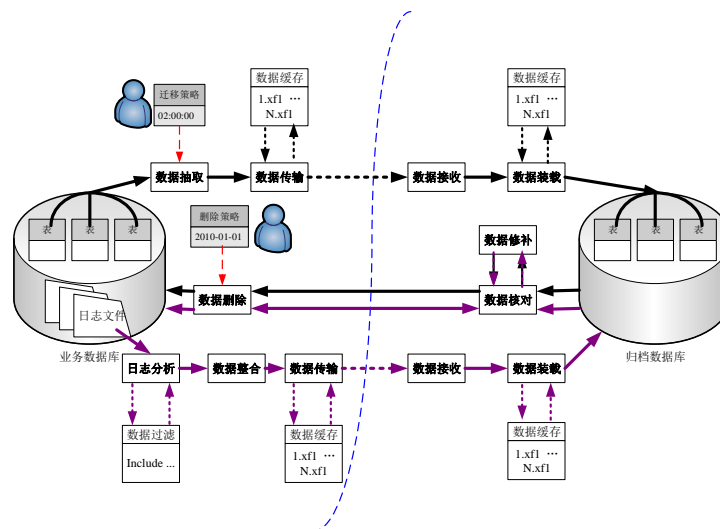 数据缓存
1.xf1 …
N.xf1
数据缓存
1.xf1 …
N.xf1
迁移策略
02:00:00
数据抽取
数据传输
数据接收
数据装载
表
表
表
删除策略
2010-01-01
表
表
表
数据修补
数据删除
数据核对
日志文件
业务数据库
归档数据库
日志分析
数据整合
数据传输
数据接收
数据装载
数据过滤
Include ...
数据缓存
1.xf1 …
N.xf1
数据缓存
1.xf1 …
N.xf1